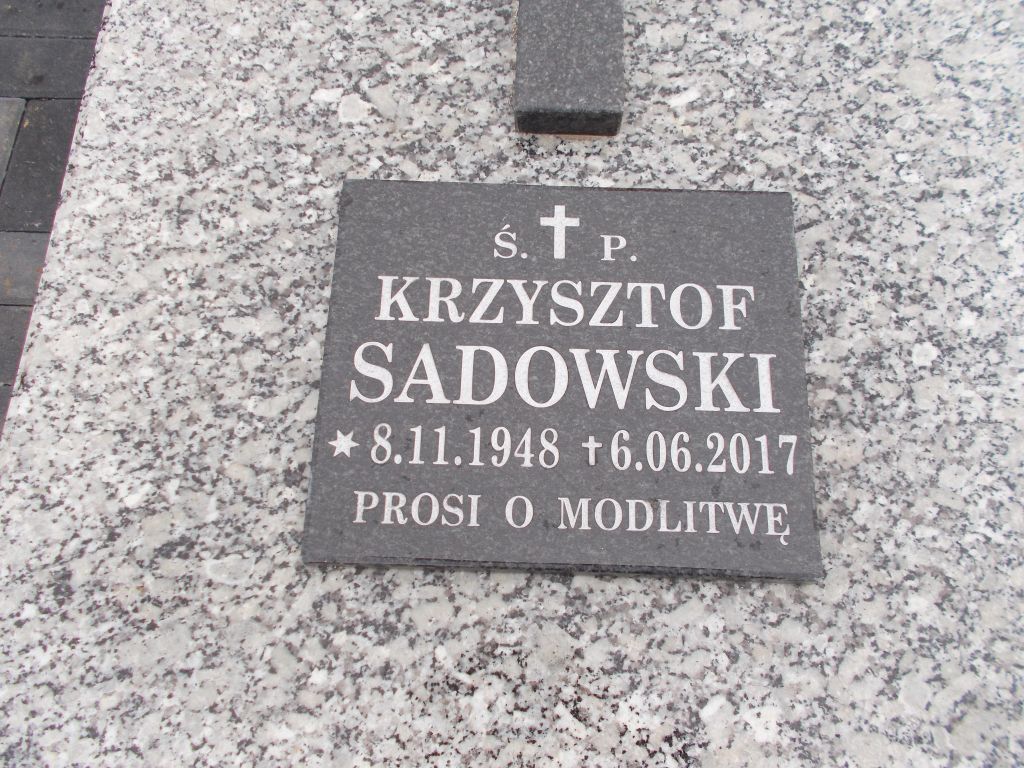 Ś. P.
KRZYSZTOF
SADOWSKI
* 8.11.1948 ✝ 6.06.2017
PROSI O MODLITWĘ